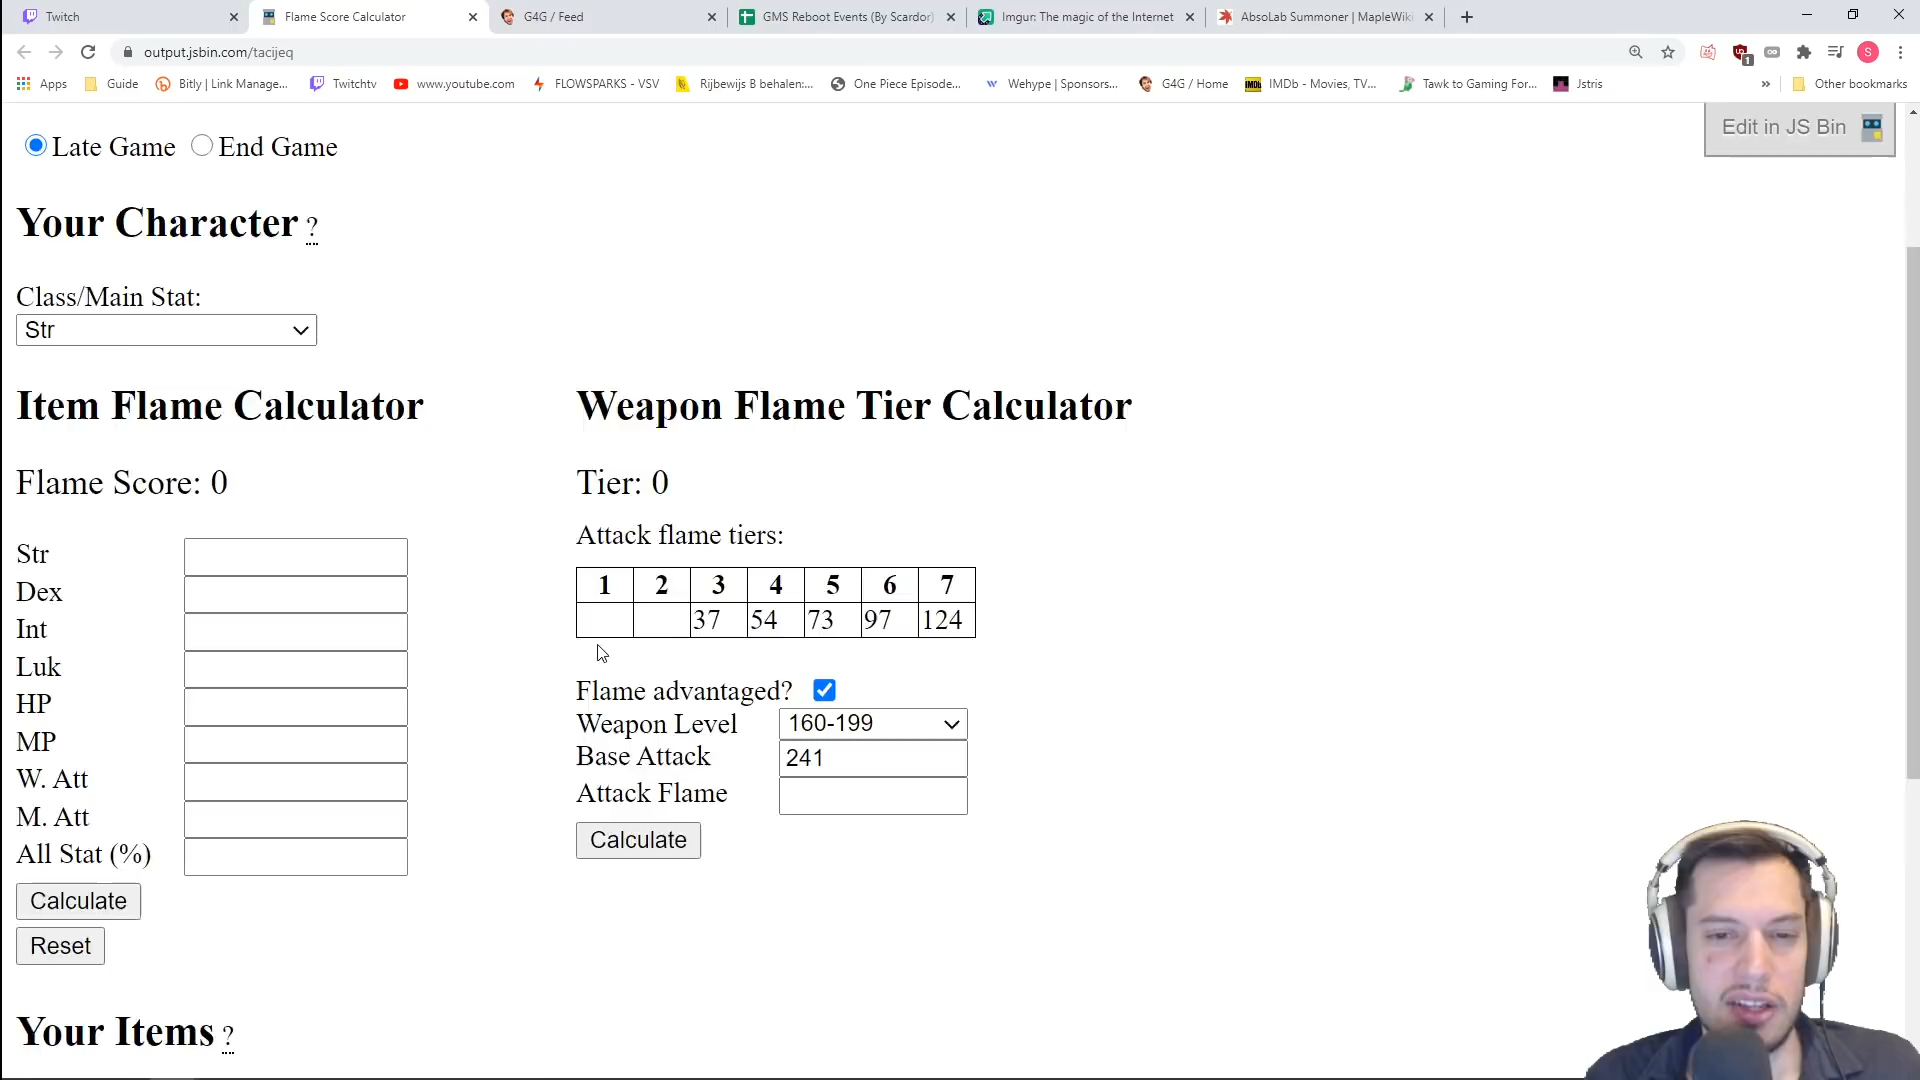 Twitch
Flame Score Calculator
G4G / Feed
GMS Reboot Events (By Scardor)
Imgur: The magic of the Internet
AbsoLab Summoner | MapleWiki
output.jsbin.com/tacijeq
1
S
Apps
Guide
Bitly | Link Manage...
Twitchtv
www.youtube.com
FLOWSPARKS - VSV
Rijbewijs B behalen:...
One Piece Episode...
Wehype | Sponsors...
G4G / Home
IMDb - Movies, TV...
Tawk to Gaming For...
Jstris
»
Other bookmarks
Late Game
End Game
Edit in JS Bin
Your Character ?
Class/Main Stat:
Str
Item Flame Calculator
Flame Score: 0
Str
Dex
Int
Luk
HP
MP
W. Att
M. Att
All Stat (%)
Calculate
Reset
Weapon Flame Tier Calculator
Tier: 0
Attack flame tiers:
1 2 3 4 5 6 7
37 54 73 97 124
Flame advantaged?
Weapon Level 160-199
Base Attack 241
Attack Flame
Calculate
Your Items ?